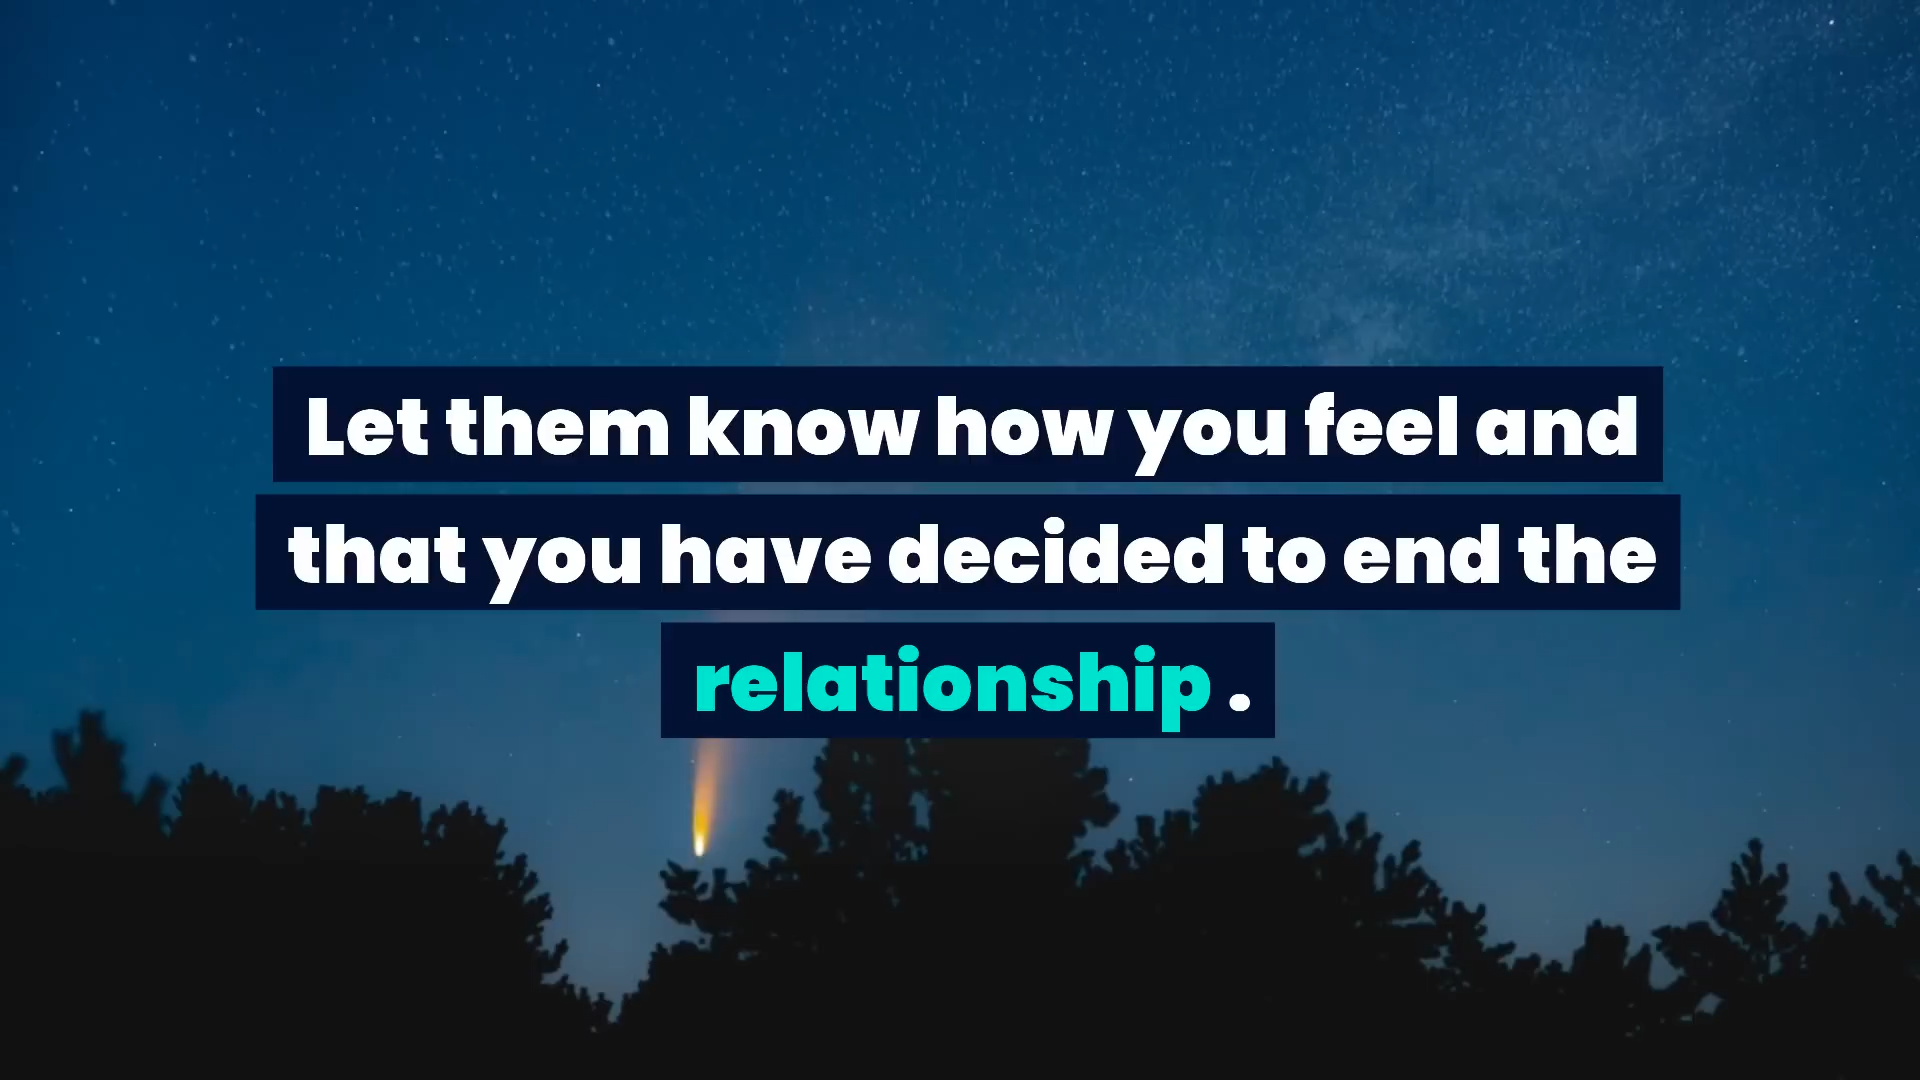 Let them know how you feel and
that you have decided to end the
relationship .